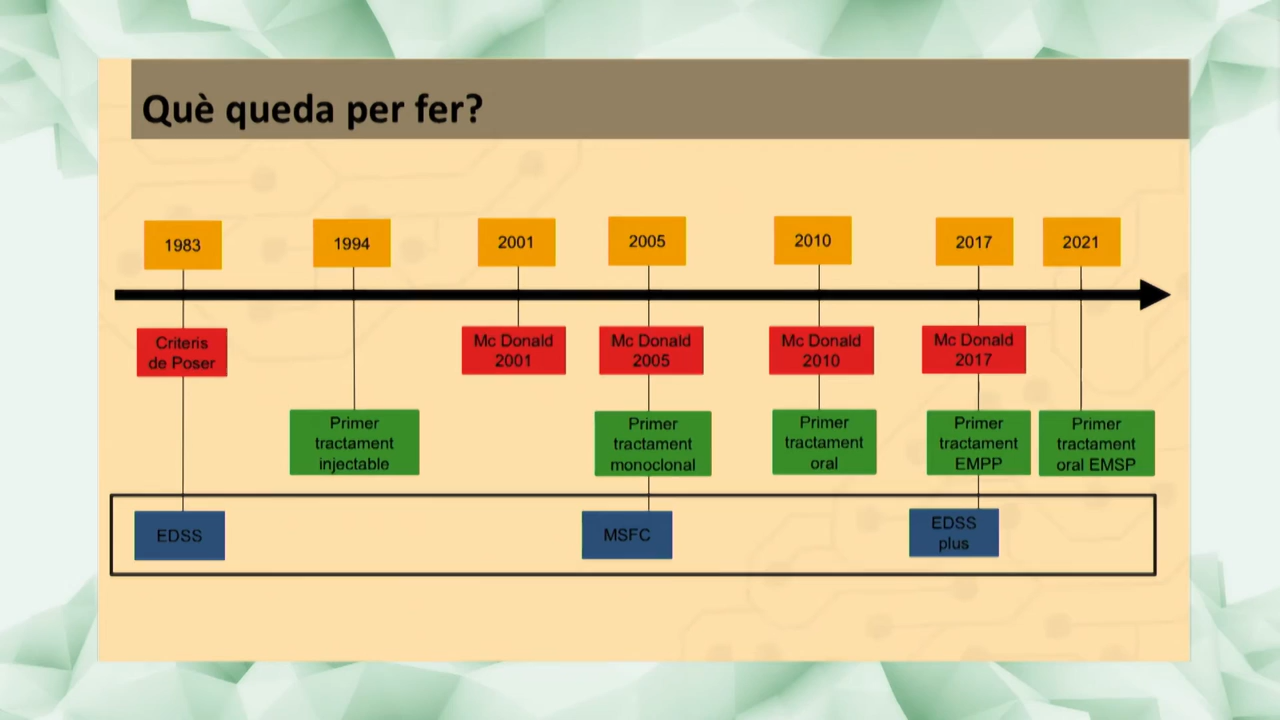 Què queda per fer?
1983
1994
2001
2005
2010
2017
2021
Criteris
de Poser
Mc Donald
2001
Mc Donald
2005
Mc Donald
2010
Mc Donald
2017
Primer
tractament
injectable
Primer
tractament
monoclonal
Primer
tractament
oral
Primer
tractament
EMPP
Primer
tractament
oral EMSP
EDSS
MSFC
EDSS
plus